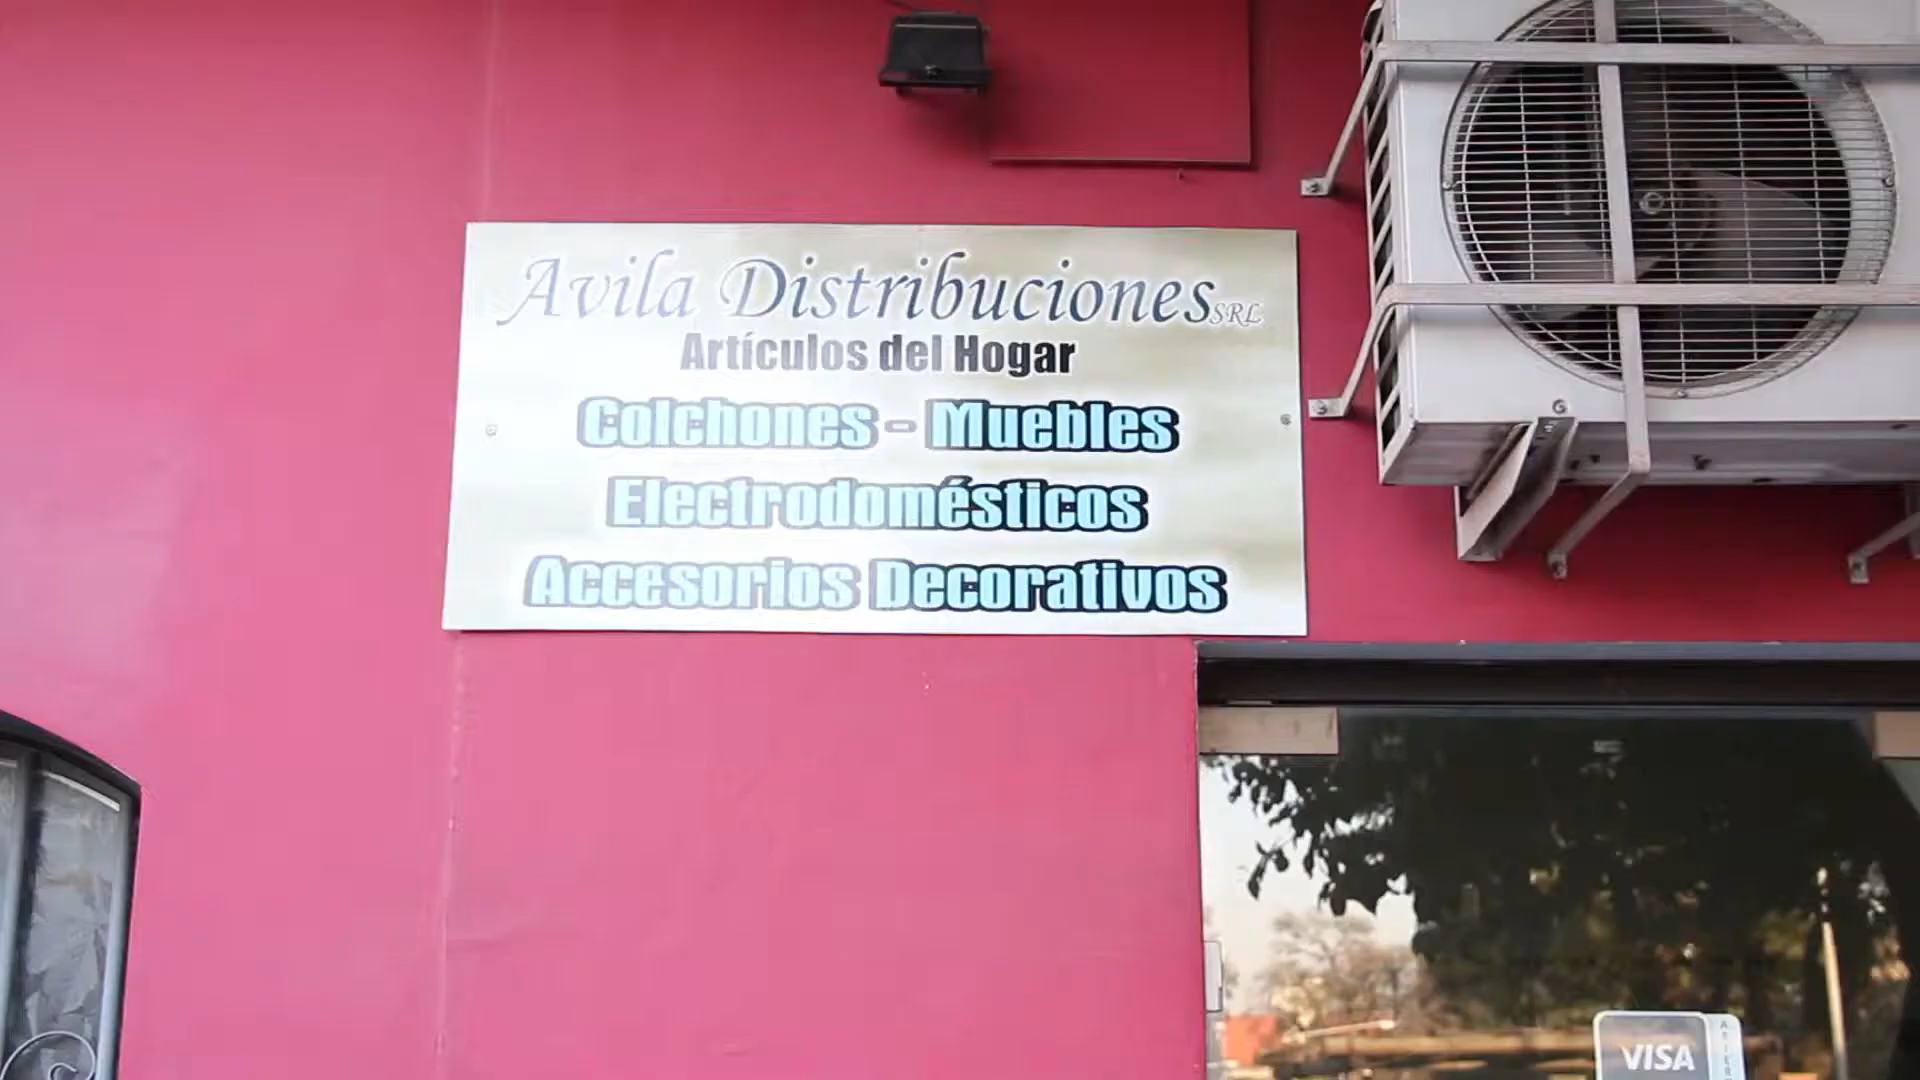 Avila Distribuciones SRL
Artículos del Hogar
Colchones - Muebles
Electrodomésticos
Accesorios Decorativos
VISA